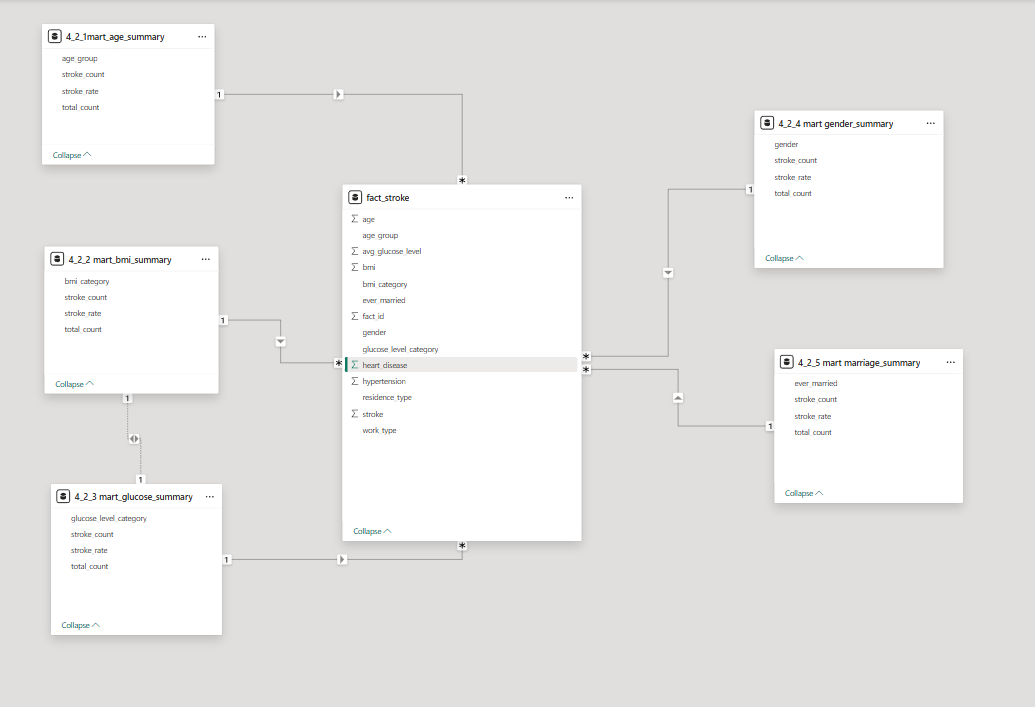 4_2_1mart_age_summary
age_group
stroke_count
stroke_rate
total_count
Collapse
1
*
4_2_2 mart_bmi_summary
bmi_category
stroke_count
stroke_rate
total_count
Collapse
1
*
1
1
4_2_3 mart_glucose_summary
glucose_level_category
stroke_count
stroke_rate
total_count
Collapse
1
*
fact_stroke
Σ age
age_group
Σ avg_glucose_level
Σ bmi
bmi_category
ever_married
Σ fact_id
gender
glucose_level_category
Σ heart_disease
Σ hypertension
residence_type
Σ stroke
work_type
Collapse
4_2_4 mart gender_summary
gender
stroke_count
stroke_rate
total_count
Collapse
1
*
4_2_5 mart marriage_summary
ever_married
stroke_count
stroke_rate
total_count
Collapse
1
*